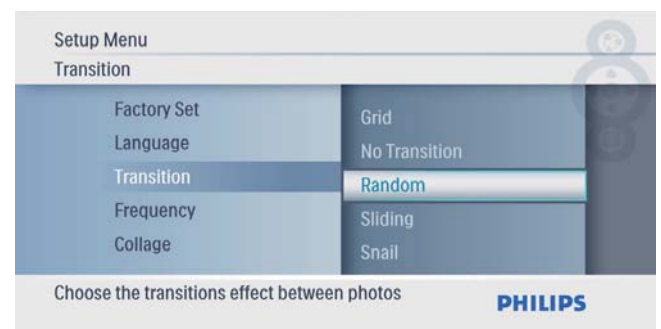 Setup Menu
Transition
Factory Set
Language
Transition
Frequency
Collage
Grid
No Transition
Random
Sliding
Snail
Choose the transitions effect between photos
PHILIPS